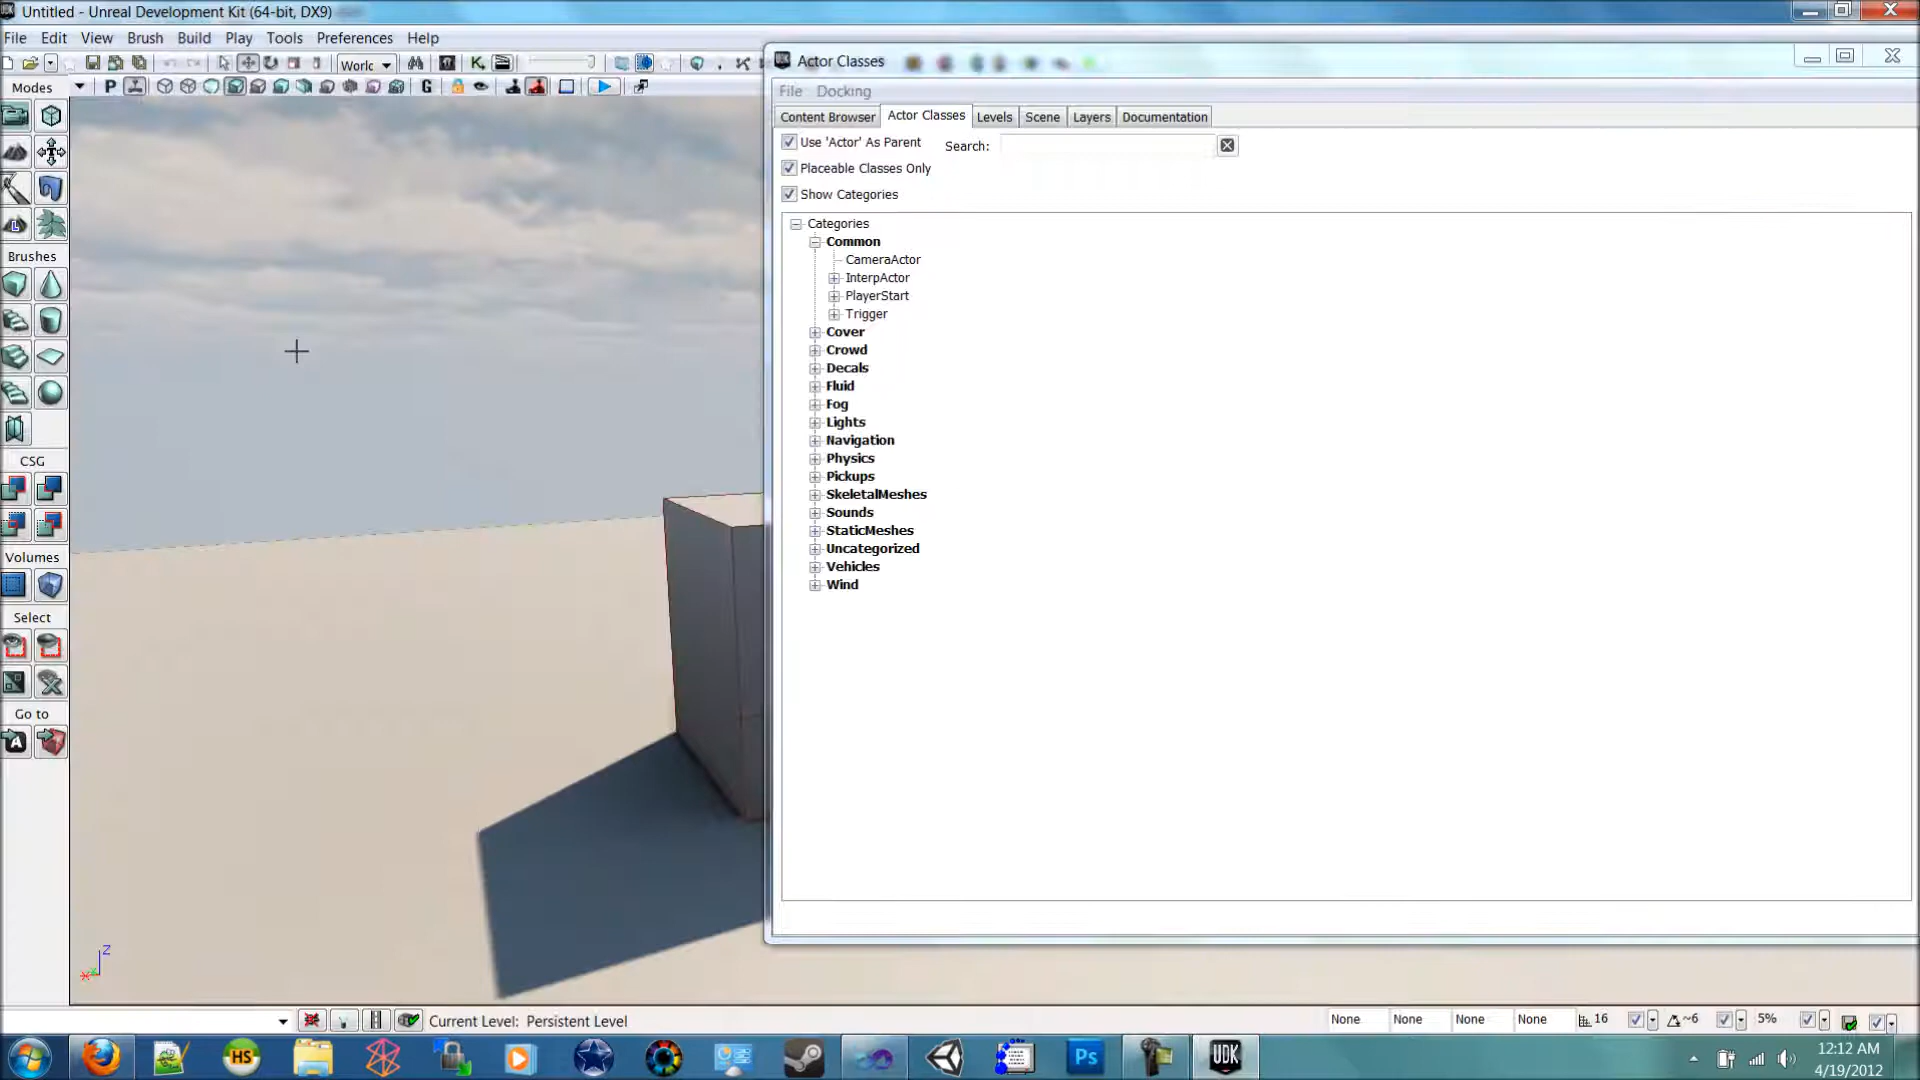 Untitled - Unreal Development Kit (64-bit, DX9)
File Edit View Brush Build Play Tools Preferences Help
Modes
P
G
L
Brushes
CSG
Volumes
Select
Go to
A
Actor Classes
File Docking
Content Browser Actor Classes Levels Scene Layers Documentation
Use 'Actor' As Parent
Search:
Placeable Classes Only
Show Categories
Categories
Common
CameraActor
InterpActor
PlayerStart
Trigger
Cover
Crowd
Decals
Fluid
Fog
Lights
Navigation
Physics
Pickups
SkeletalMeshes
Sounds
StaticMeshes
Uncategorized
Vehicles
Wind
Z
Current Level: Persistent Level
None None None None 16 ~6 5%
HS
Ps
UDK
12:12 AM
4/19/2012